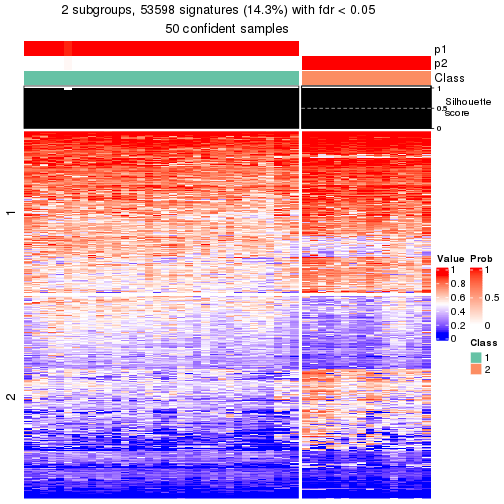 2 subgroups, 53598 signatures (14.3%) with fdr < 0.05
50 confident samples
p1
p2
Class
1
0.5
0
Silhouette
score
1
2
Value
1
0.8
0.6
0.4
0.2
0
Prob
1
0.5
0
Class
1
2